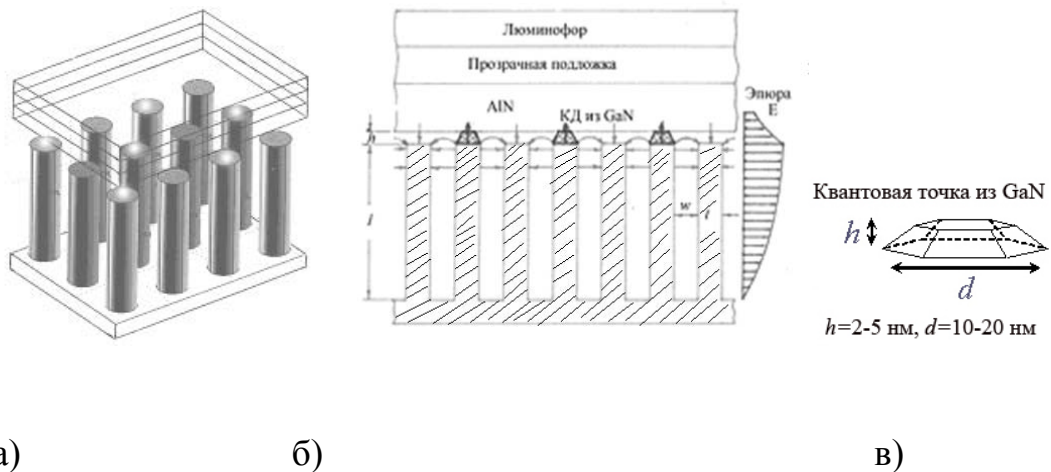 Люминофор
Прозрачная подложка
AlN
КД из GaN
Эпюра
E
h
l
w
t
Квантовая точка из GaN
h
d
h=2-5 нм, d=10-20 нм
а)
б)
в)